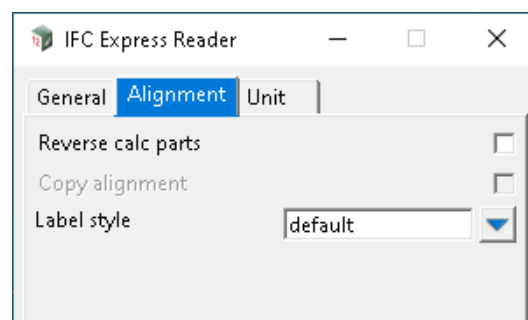 IFC Express Reader
General Alignment Unit
Reverse calc parts
Copy alignment
Label style default